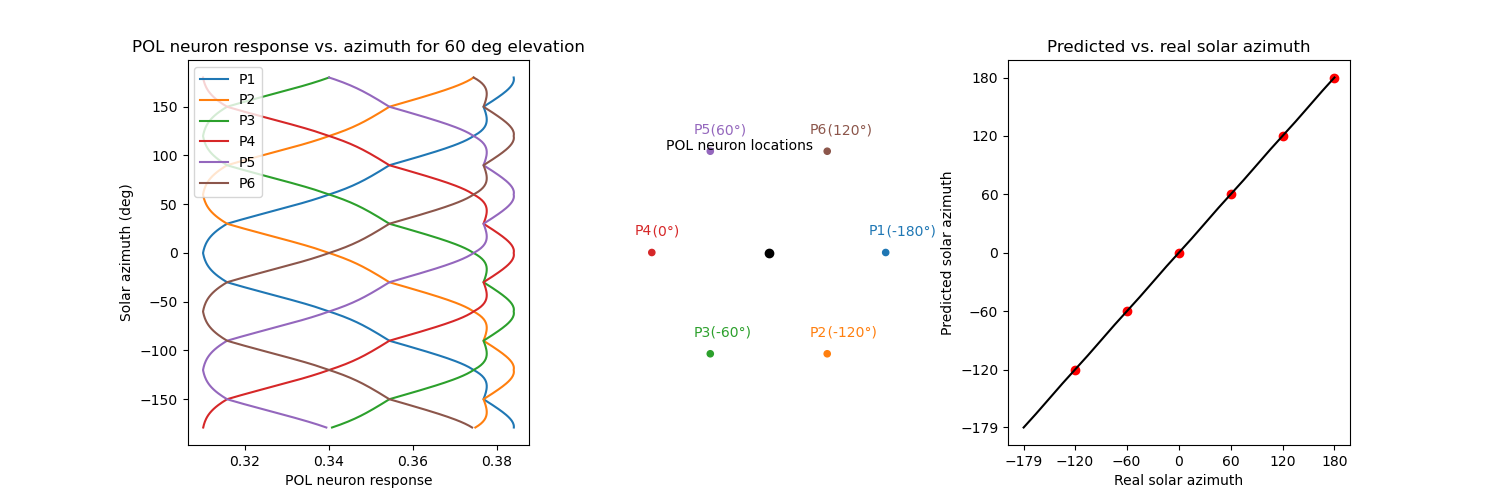 POL neuron response vs. azimuth for 60 deg elevation
P1
P2
P3
P4
P5
P6
150
100
50
0
−50
−100
−150
Solar azimuth (deg)
0.32 0.34 0.36 0.38
POL neuron response
P5(60°) P6(120°)
POL neuron locations
P4(0°) P1(-180°)
P3(-60°) P2(-120°)
Predicted vs. real solar azimuth
180
120
60
0
−60
−120
−179
Predicted solar azimuth
−179 −120 −60 0 60 120 180
Real solar azimuth